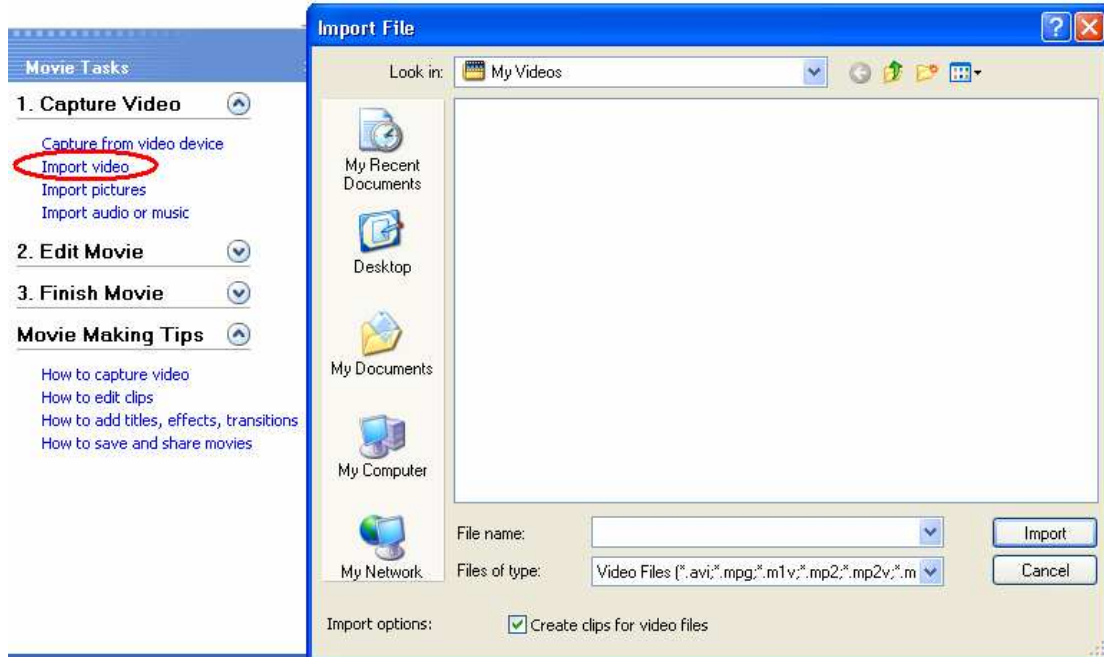 Movie Tasks
1. Capture Video
Capture from video device
Import video
Import pictures
Import audio or music
2. Edit Movie
3. Finish Movie
Movie Making Tips
How to capture video
How to edit clips
How to add titles, effects, transitions
How to save and share movies
Import File
?
Look in:
My Videos
My Recent
Documents
Desktop
My Documents
My Computer
My Network
File name:
Import
Files of type:
Video Files (*.avi;*.mpg;*.m1v;*.mp2;*.mp2v;*.m
Cancel
Import options:
Create clips for video files